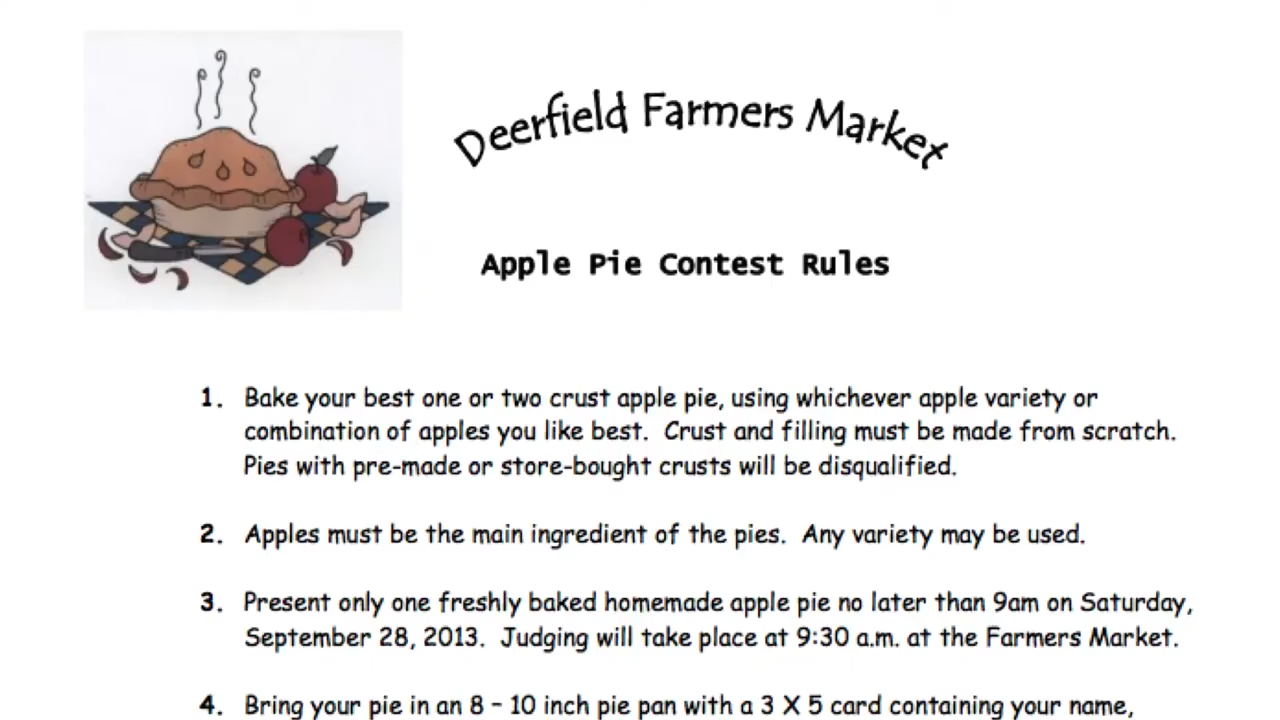 Deerfield Farmers Market
Apple Pie Contest Rules
1. Bake your best one or two crust apple pie, using whichever apple variety or
combination of apples you like best. Crust and filling must be made from scratch.
Pies with pre-made or store-bought crusts will be disqualified.
2. Apples must be the main ingredient of the pies. Any variety may be used.
3. Present only one freshly baked homemade apple pie no later than 9am on Saturday,
September 28, 2013. Judging will take place at 9:30 a.m. at the Farmers Market.
4. Bring your pie in an 8 – 10 inch pie pan with a 3 X 5 card containing your name,